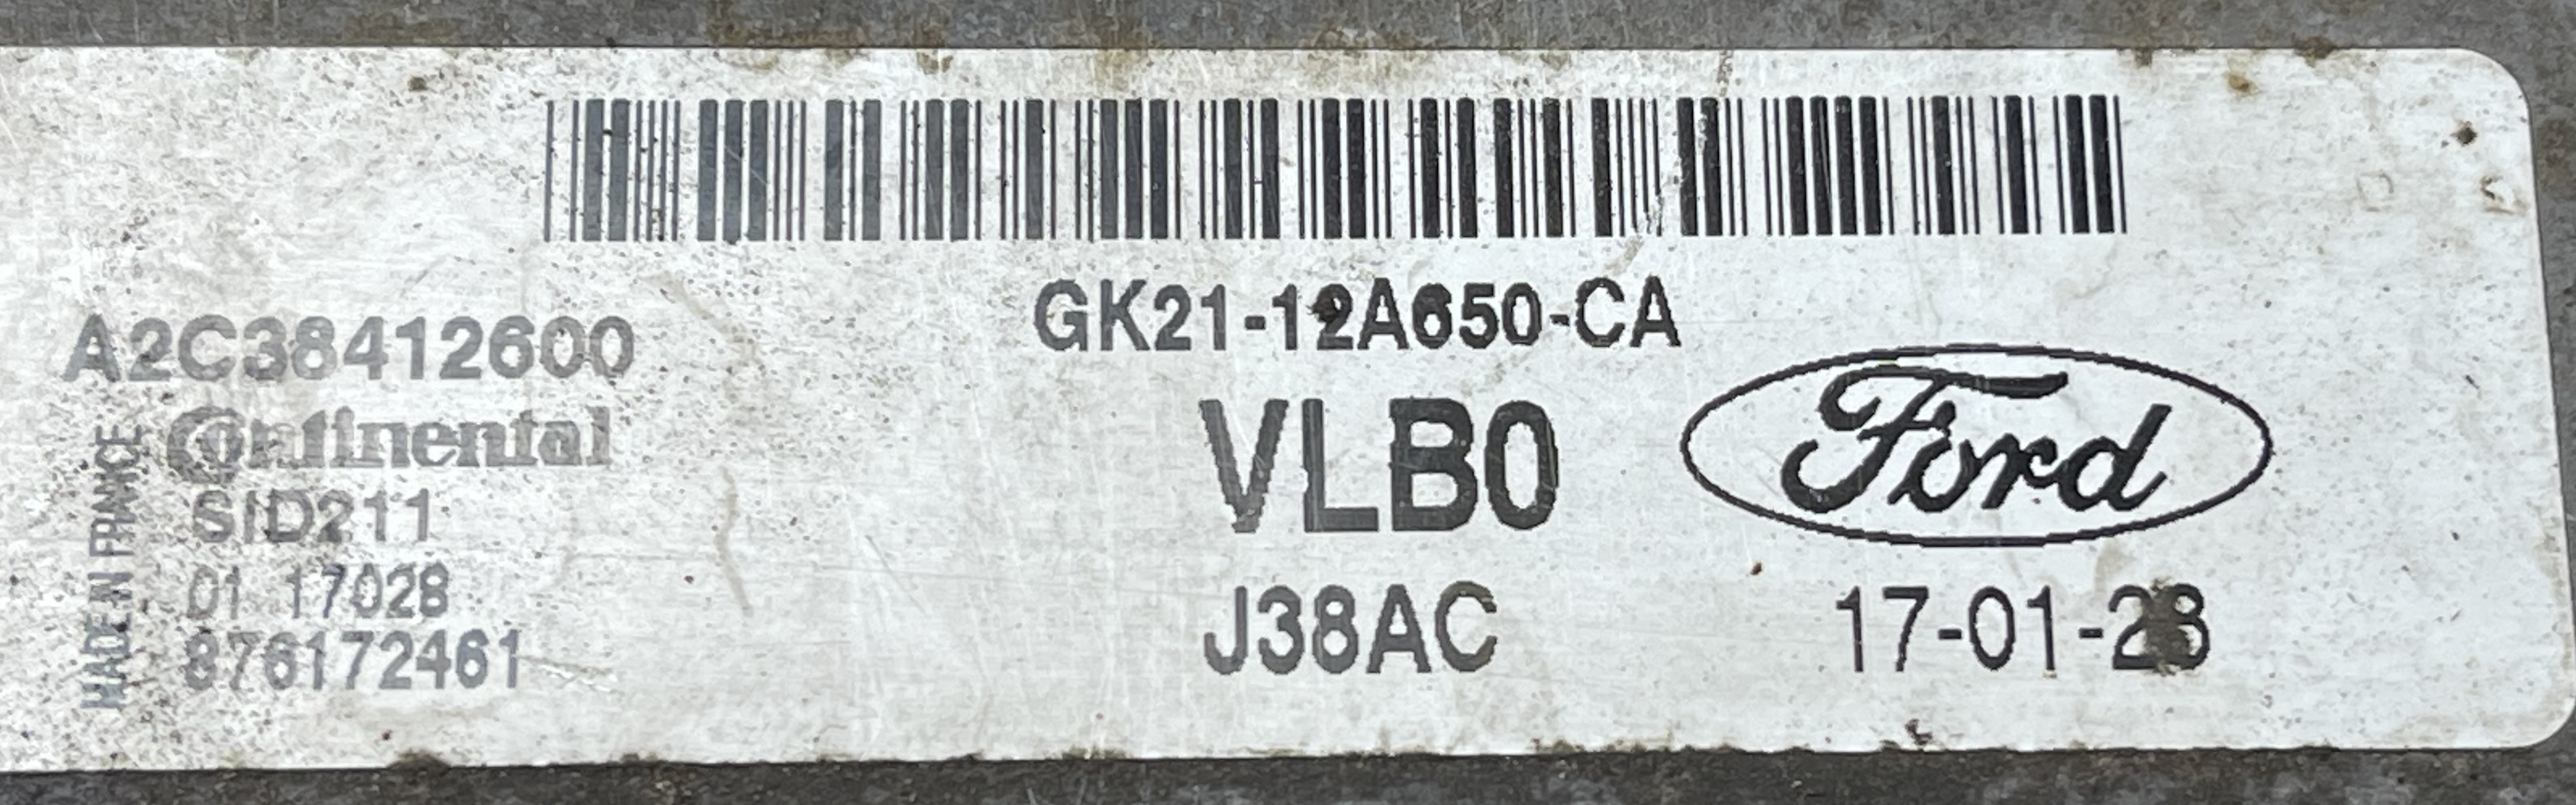 GK21-12A650-CA
A2C38412600
Continental
SID211
01 17028
876172461
MADE IN FRANCE
VLB0
J38AC
Ford
17-01-28